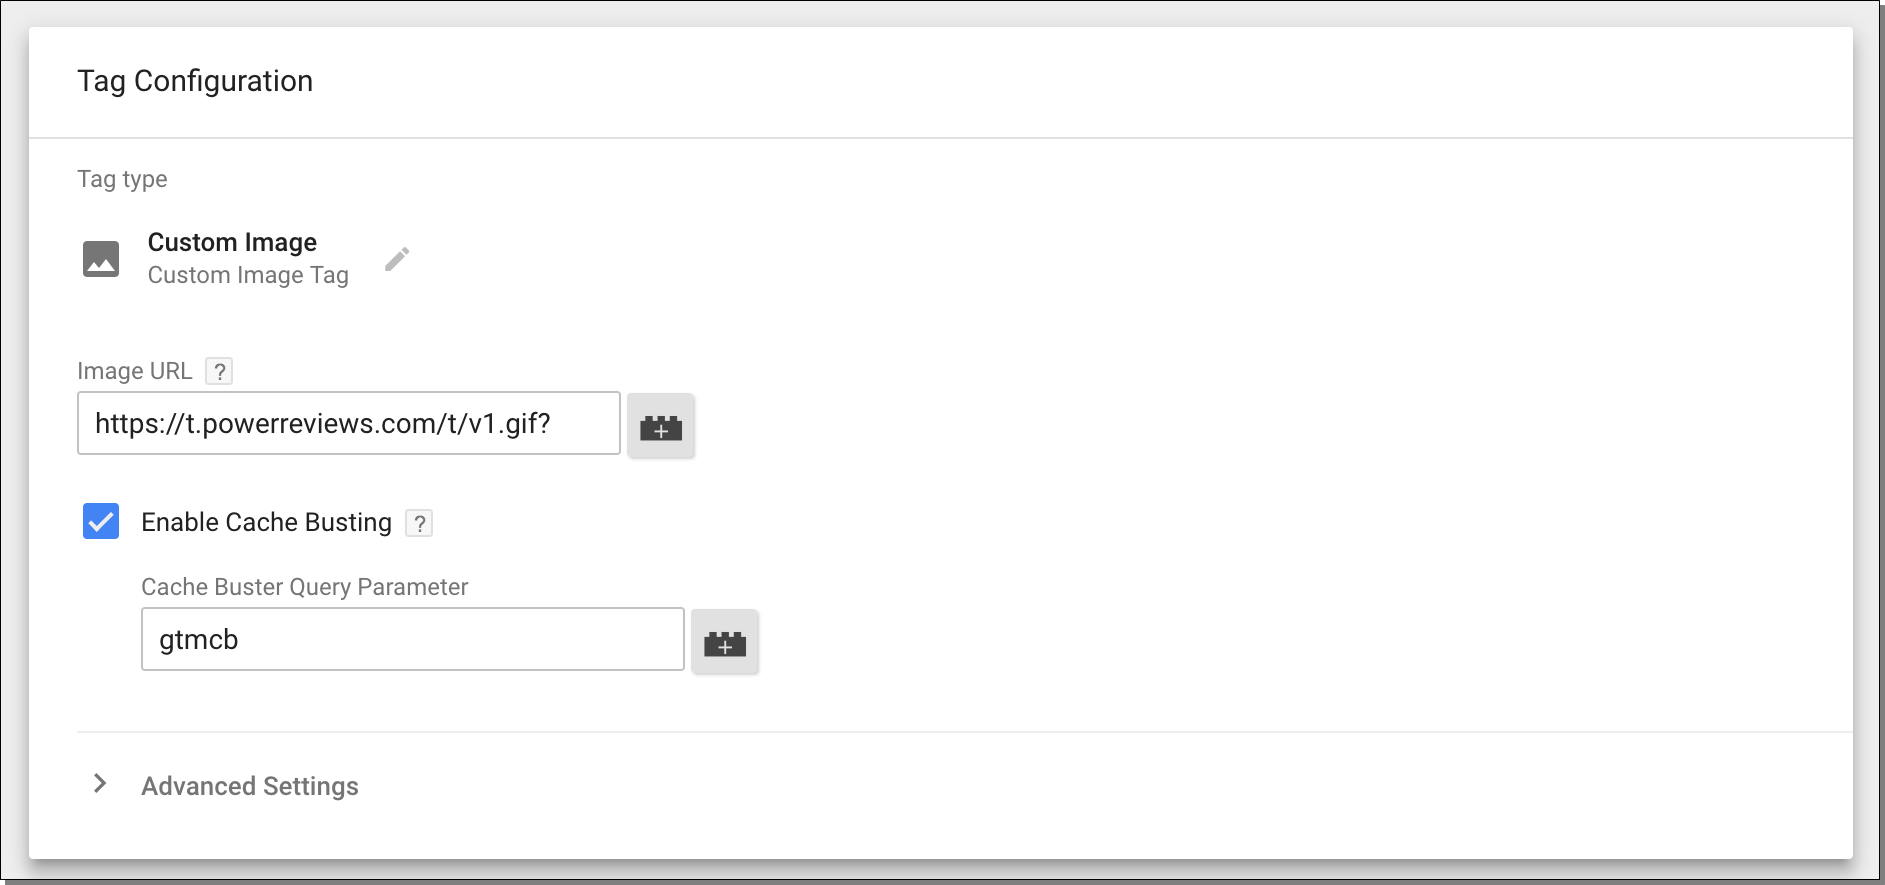 Tag Configuration
Tag type
Custom Image
Custom Image Tag
Image URL ?
https://t.powerreviews.com/t/v1.gif?
Enable Cache Busting ?
Cache Buster Query Parameter
gtmcb
Advanced Settings